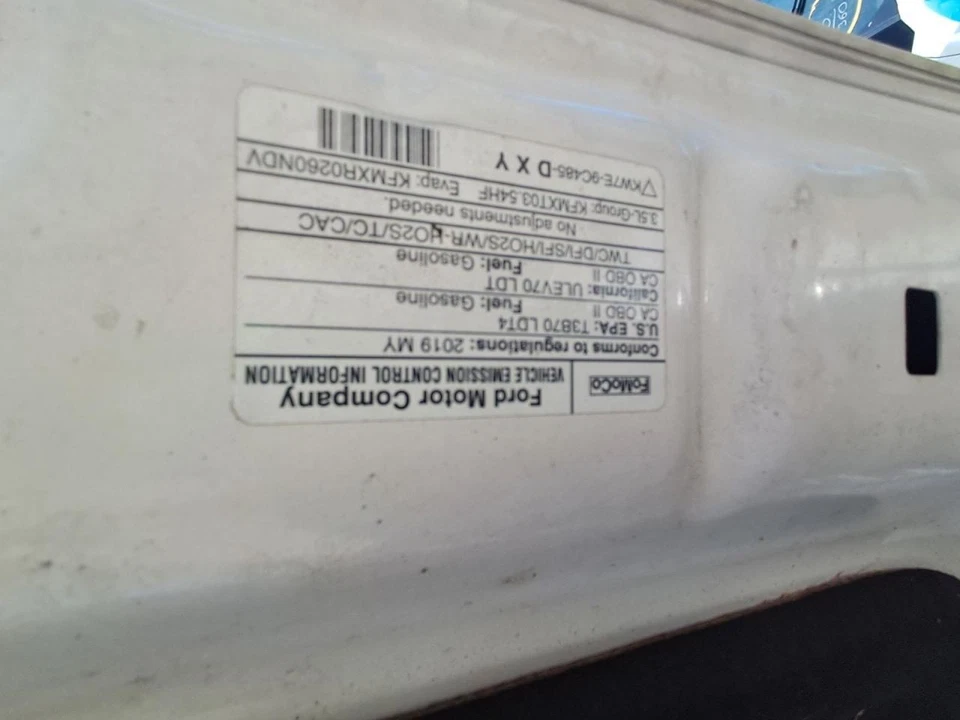 FoMoCo
Ford Motor Company
VEHICLE EMISSION CONTROL INFORMATION
Conforms to regulations: 2019 MY
U.S. EPA: T3B70 LDT4
CA OBD II Fuel: Gasoline
California: ULEV70 LDT
CA OBD II Fuel: Gasoline
TWC/DFI/SFI/HO2S/WR-HO2S/TC/CAC
No adjustments needed.
3.5L-Group: KFMXT03.54HF Evap: KFMXR0260NDV
KW7E-9C485-DXY